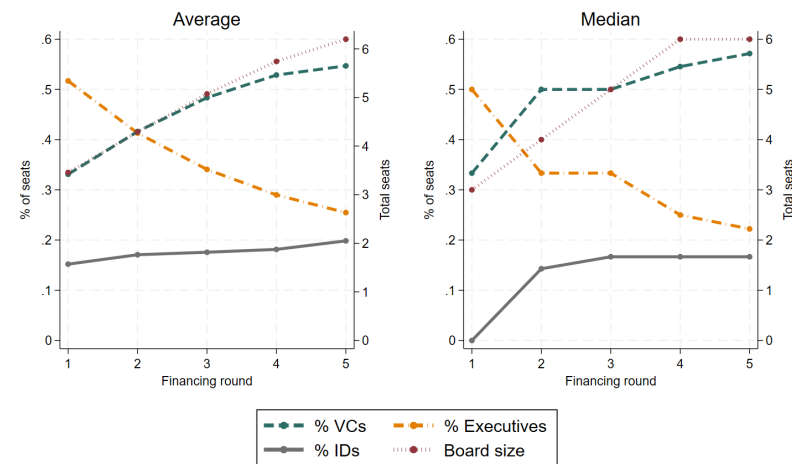 Average
Median
% of seats
.6
.5
.4
.3
.2
.1
0
6
5
4
3
2
1
0
Total seats
1 2 3 4 5
Financing round
% of seats
.6
.5
.4
.3
.2
.1
0
6
5
4
3
2
1
0
Total seats
1 2 3 4 5
Financing round
% VCs
% Executives
% IDs
Board size